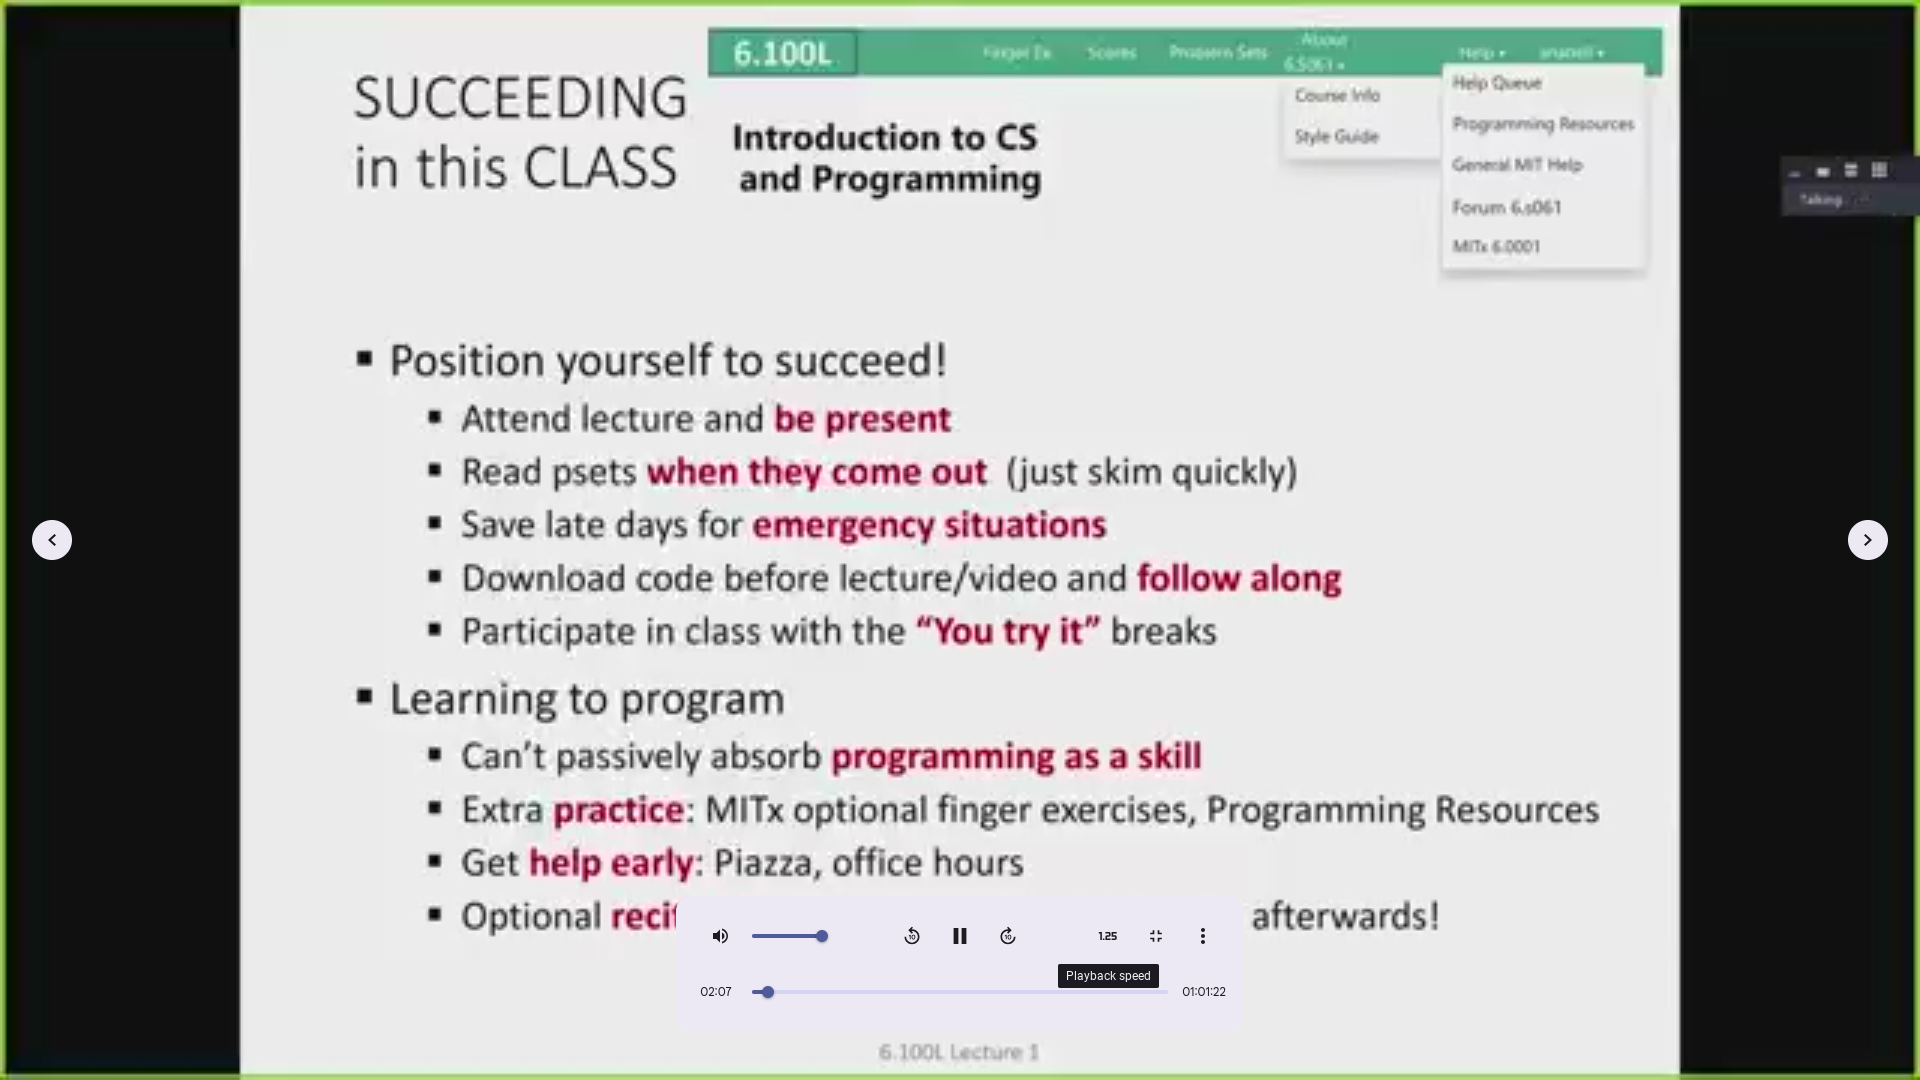 6.100L
Finger Ex
Scores
Problem Sets
About
6.S061
Help
SUCCEEDING
in this CLASS
Introduction to CS
and Programming
Course Info
Style Guide
Help Queue
Programming Resources
General MIT Help
Forum 6.s061
MITx 6.0001
Talking:
▪ Position yourself to succeed!
▪ Attend lecture and be present
▪ Read psets when they come out (just skim quickly)
▪ Save late days for emergency situations
▪ Download code before lecture/video and follow along
▪ Participate in class with the “You try it” breaks
▪ Learning to program
▪ Can’t passively absorb programming as a skill
▪ Extra practice: MITx optional finger exercises, Programming Resources
▪ Get help early: Piazza, office hours
▪ Optional afterwards!
10
10
1.25
Playback speed
02:07
01:01:22
6.100L Lecture 1